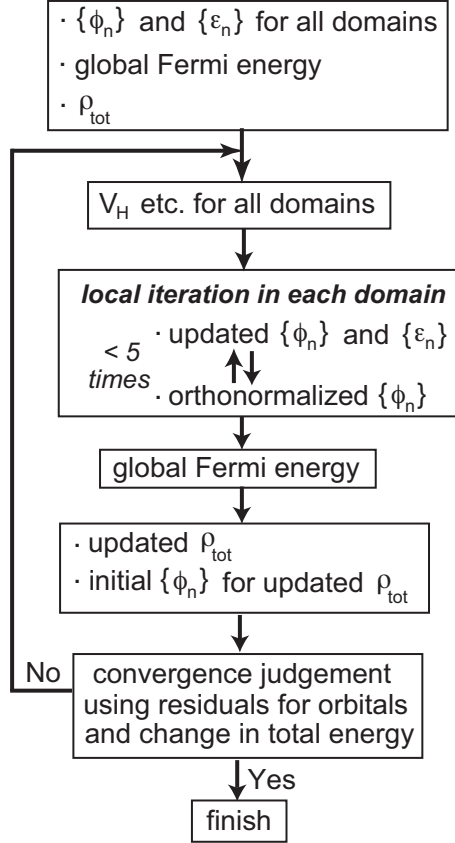 · {ϕn} and {εn} for all domains
· global Fermi energy
· ρtot
VH etc. for all domains
local iteration in each domain
· updated {ϕn} and {εn}
< 5
times
· orthonormalized {ϕn}
global Fermi energy
· updated ρtot
· initial {ϕn} for updated ρtot
No
convergence judgement
using residuals for orbitals
and change in total energy
Yes
finish